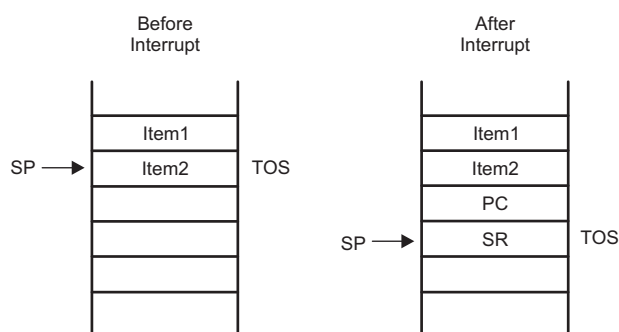 Before
Interrupt
Item1
SP
Item2
TOS
After
Interrupt
Item1
Item2
PC
SP
SR
TOS